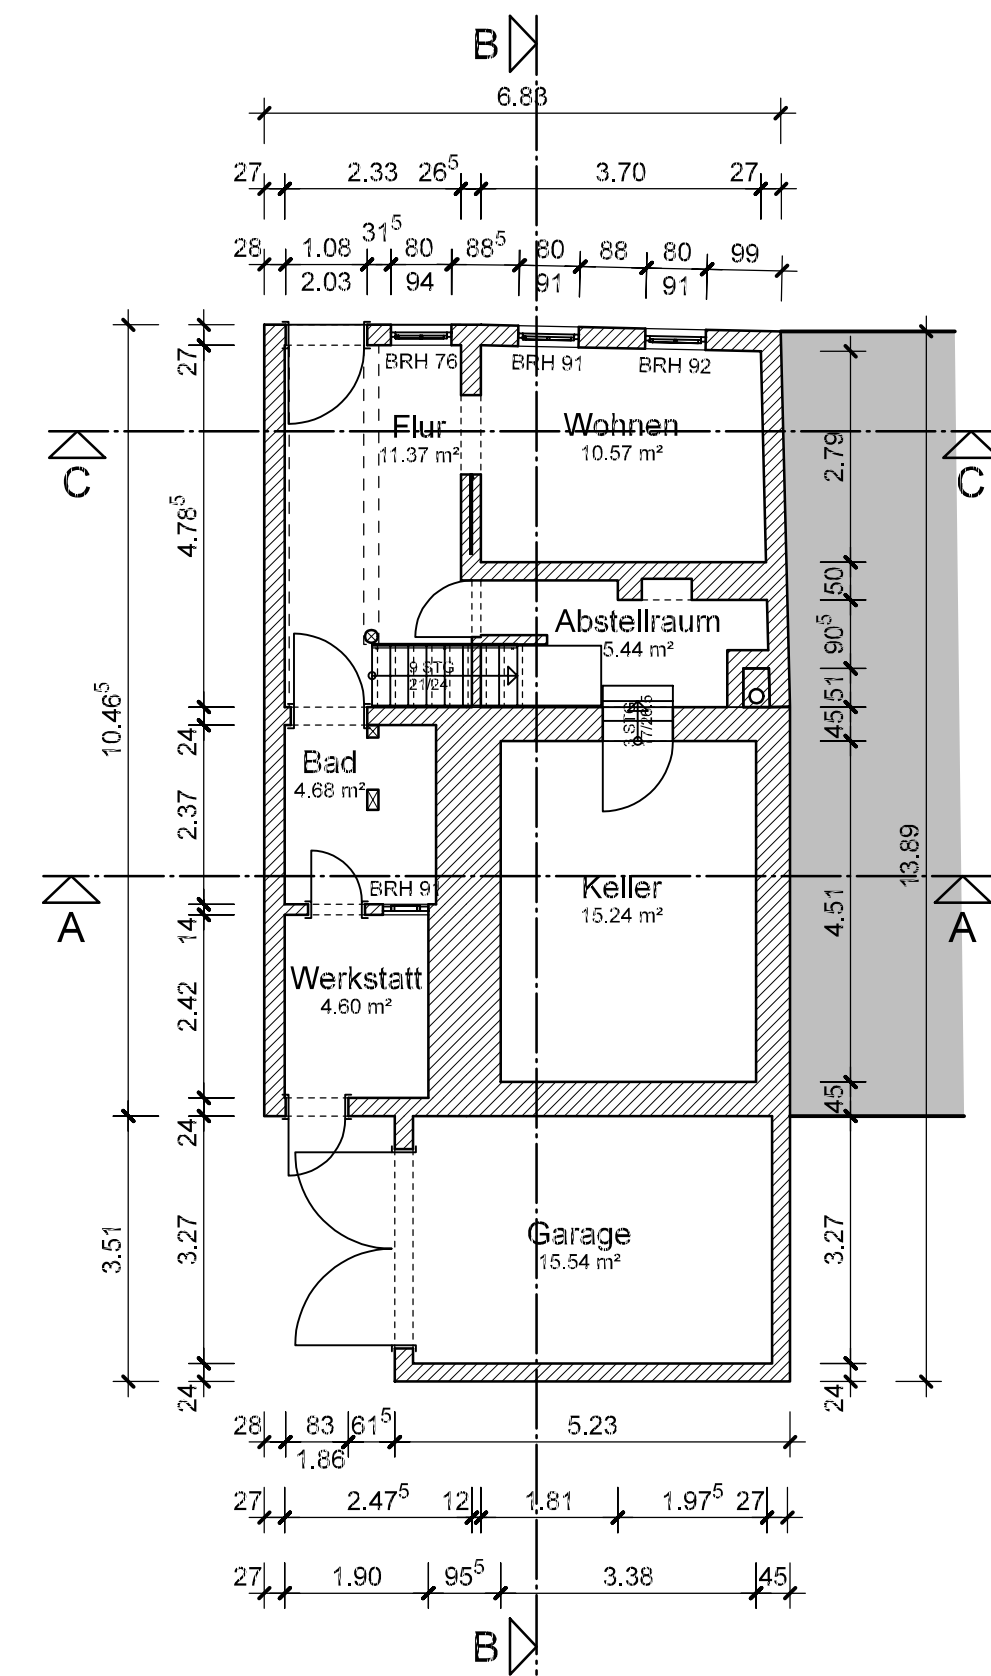 B
6.83
27 2.33 26⁵ 3.70 27
31⁵
28 1.08 80 88⁵ 80 88 80 99
2.03 94 91 91
BRH 76 BRH 91 BRH 92
27
Flur
11.37 m²
Wohnen
10.57 m²
2.79
C C
4.78⁵
50
Abstellraum
5.44 m²
90⁵
9 STG
21/24
51
10.46⁵
45
24
3 STG
Bad
4.68 m²
2.37
13.89
BRH 91
Keller
15.24 m²
4.51
A A
14
Werkstatt
4.60 m²
2.42
45
24
Garage
15.54 m²
3.51
3.27 3.27
24 24
28 83 61⁵ 5.23
1.86
27 2.47⁵ 12 1.81 1.97⁵ 27
27 1.90 95⁵ 3.38 45
B